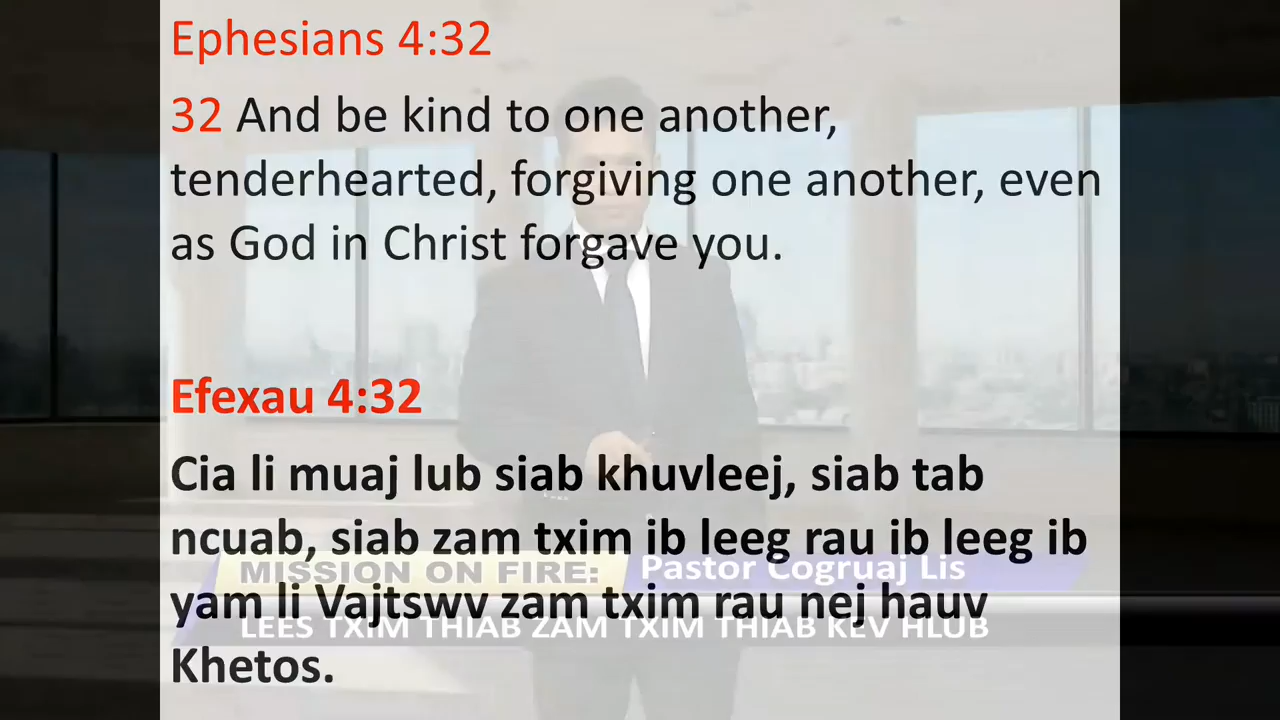 Ephesians 4:32
32 And be kind to one another,
tenderhearted, forgiving one another, even
as God in Christ forgave you.
Efexau 4:32
Cia li muaj lub siab khuvleej, siab tab
ncuab, siab zam txim ib leeg rau ib leeg ib
yam li Vajtswv zam txim rau nej hauv
Khetos.
MISSION ON FIRE: Pastor Cogruaj Lis
LEES TXIM THIAB ZAM TXIM THIAB KEV HLUB